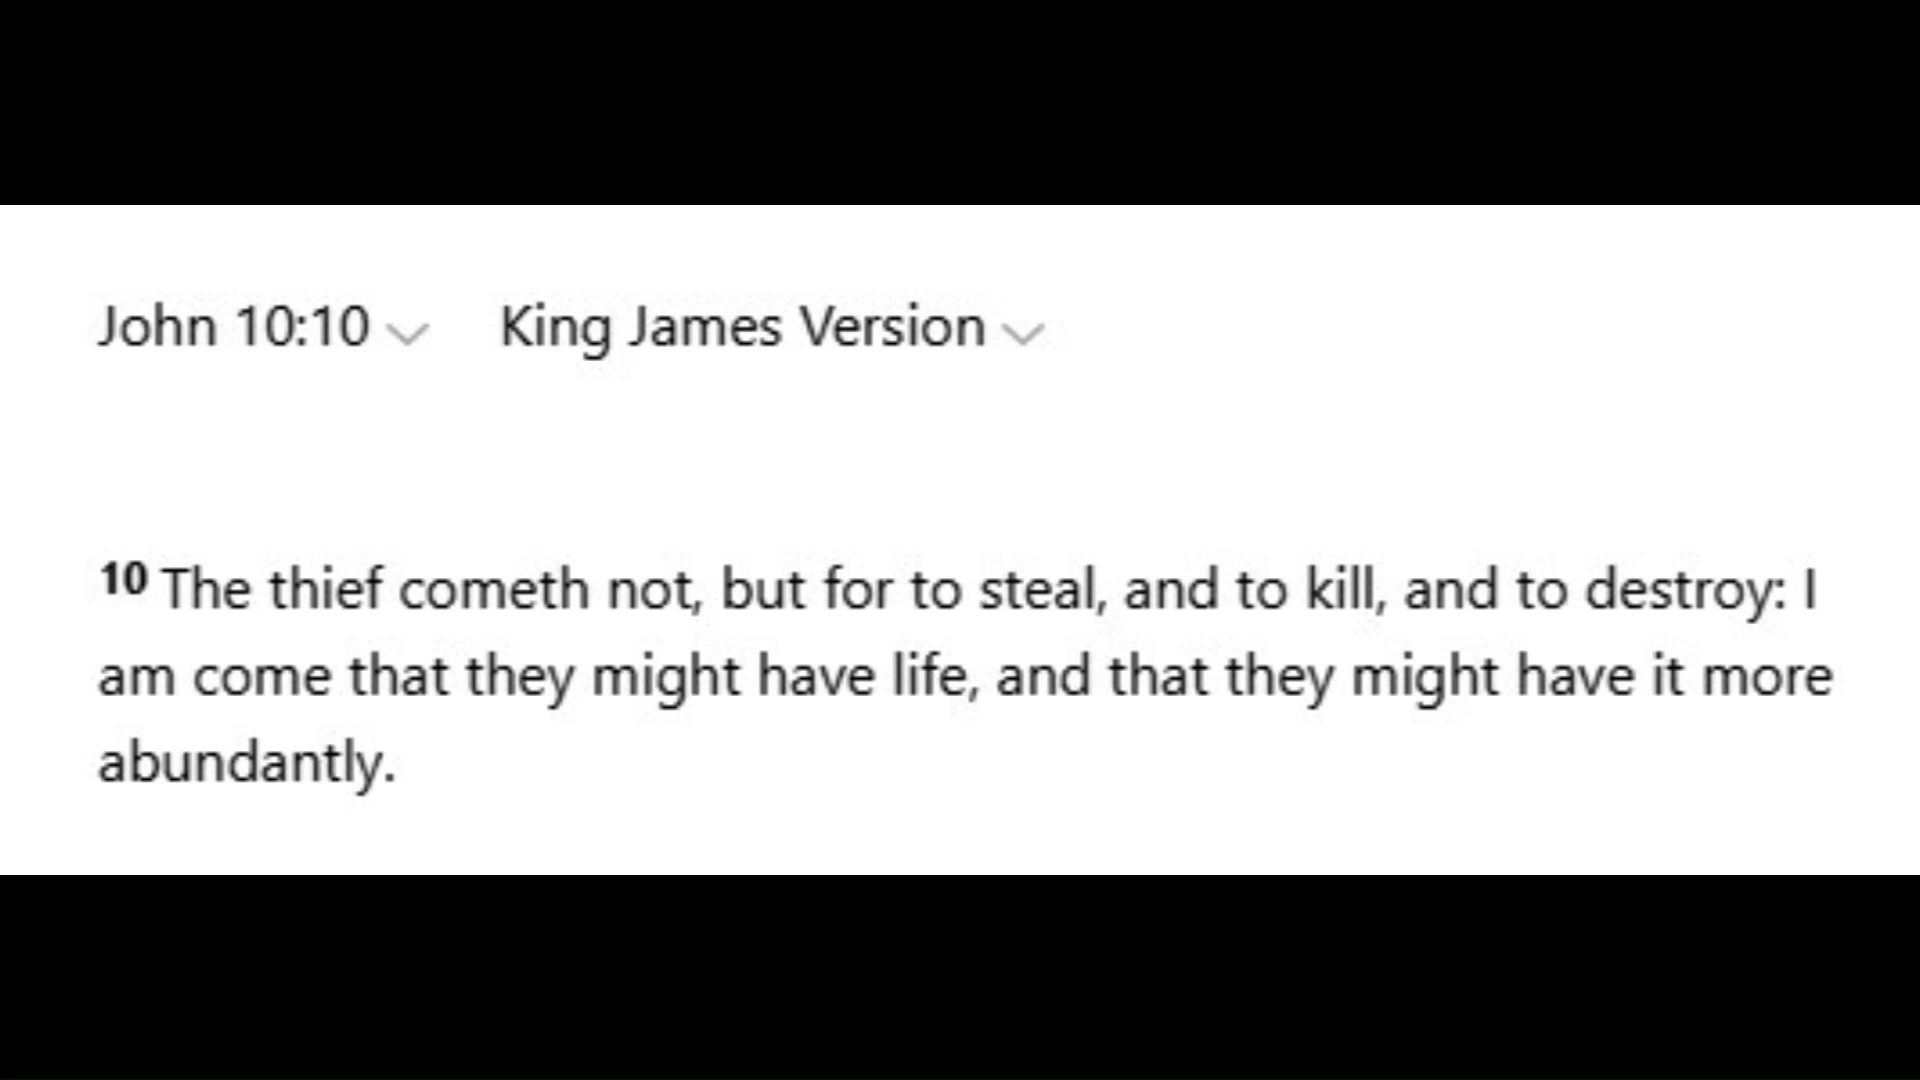 John 10:10 King James Version
10 The thief cometh not, but for to steal, and to kill, and to destroy: I
am come that they might have life, and that they might have it more
abundantly.